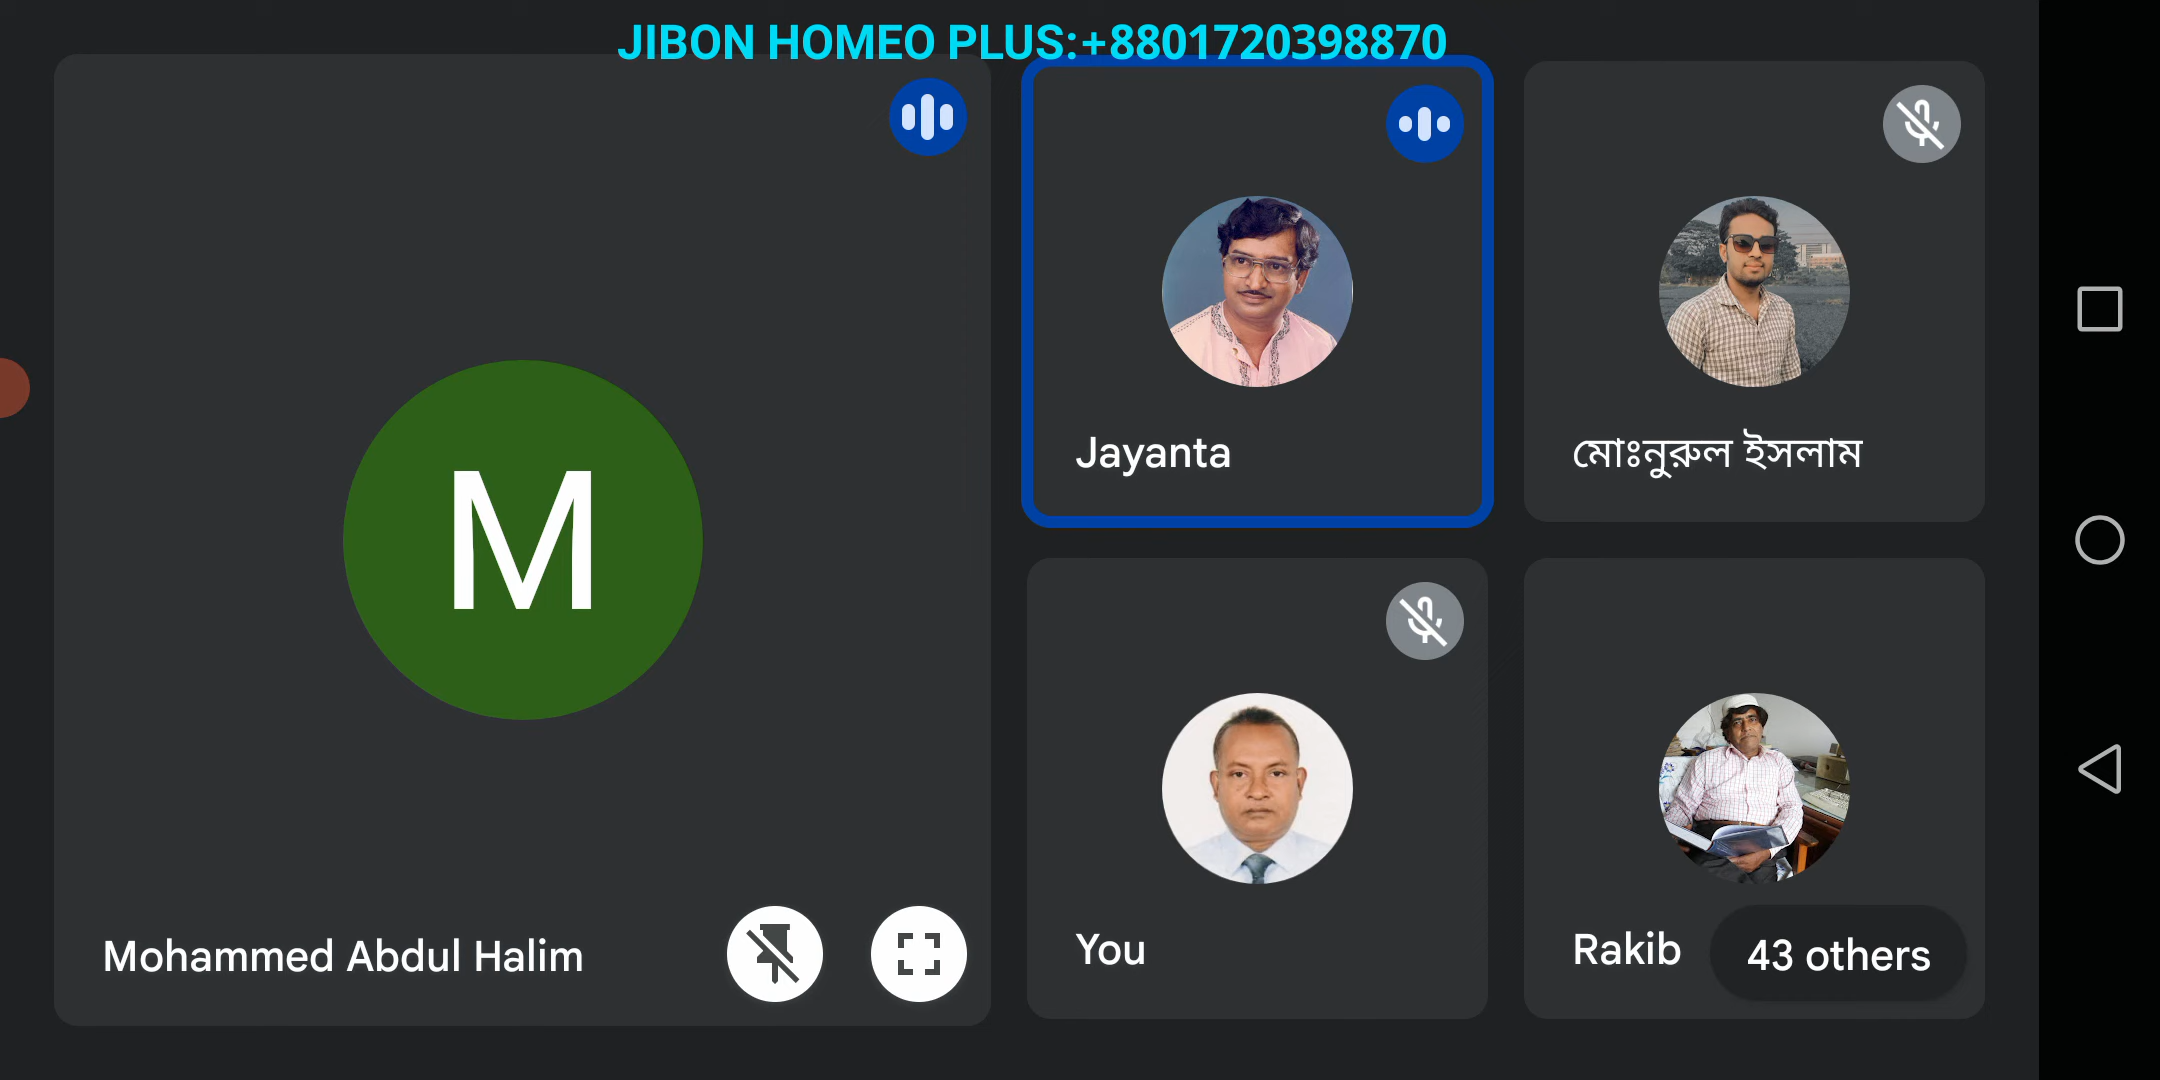 JIBON HOMEO PLUS:+8801720398870
M
Mohammed Abdul Halim
Jayanta
মোঃনুরুল ইসলাম
You
Rakib
43 others